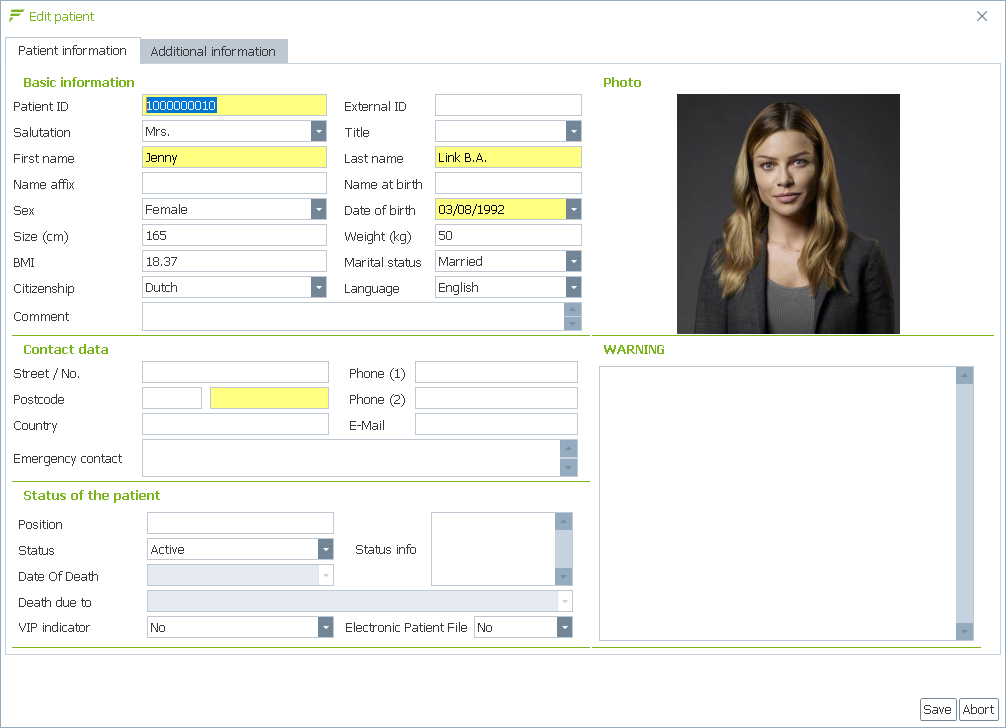 Edit patient
Patient information
Additional information
Basic information
Photo
Patient ID 1000000010 External ID
Salutation Mrs. Title
First name Jenny Last name Link B.A.
Name affix Name at birth
Sex Female Date of birth 03/08/1992
Size (cm) 165 Weight (kg) 50
BMI 18.37 Marital status Married
Citizenship Dutch Language English
Comment
Contact data
WARNING
Street / No. Phone (1)
Postcode Phone (2)
Country E-Mail
Emergency contact
Status of the patient
Position
Status Active Status info
Date Of Death
Death due to
VIP indicator No Electronic Patient File No
Save Abort